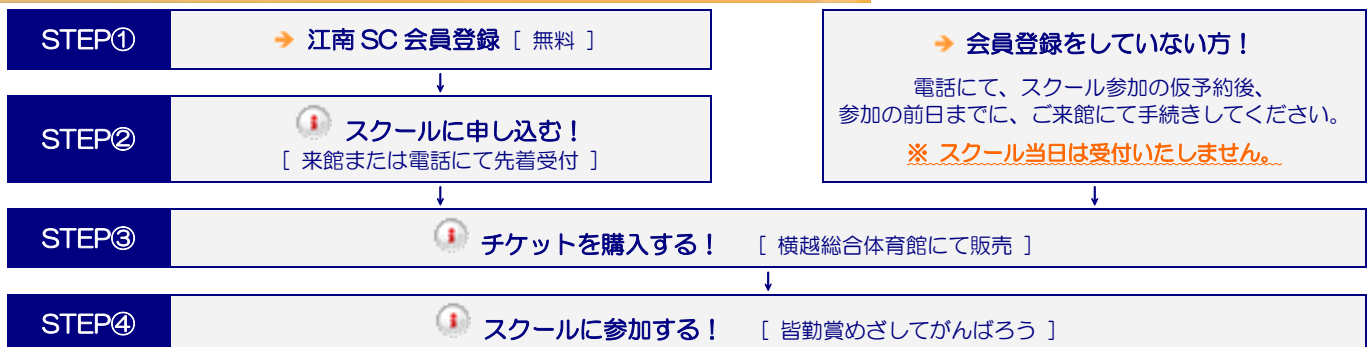 STEP①
江南 SC 会員登録 [ 無料 ]
STEP②
スクールに申し込む！
[ 来館または電話にて先着受付 ]
会員登録をしていない方！
電話にて、スクール参加の仮予約後、
参加の前日までに、ご来館にて手続きしてください。
※ スクール当日は受付いたしません。
STEP③
チケットを購入する！ [ 横越総合体育館にて販売 ]
STEP④
スクールに参加する！ [ 皆勤賞めざしてがんばろう ]